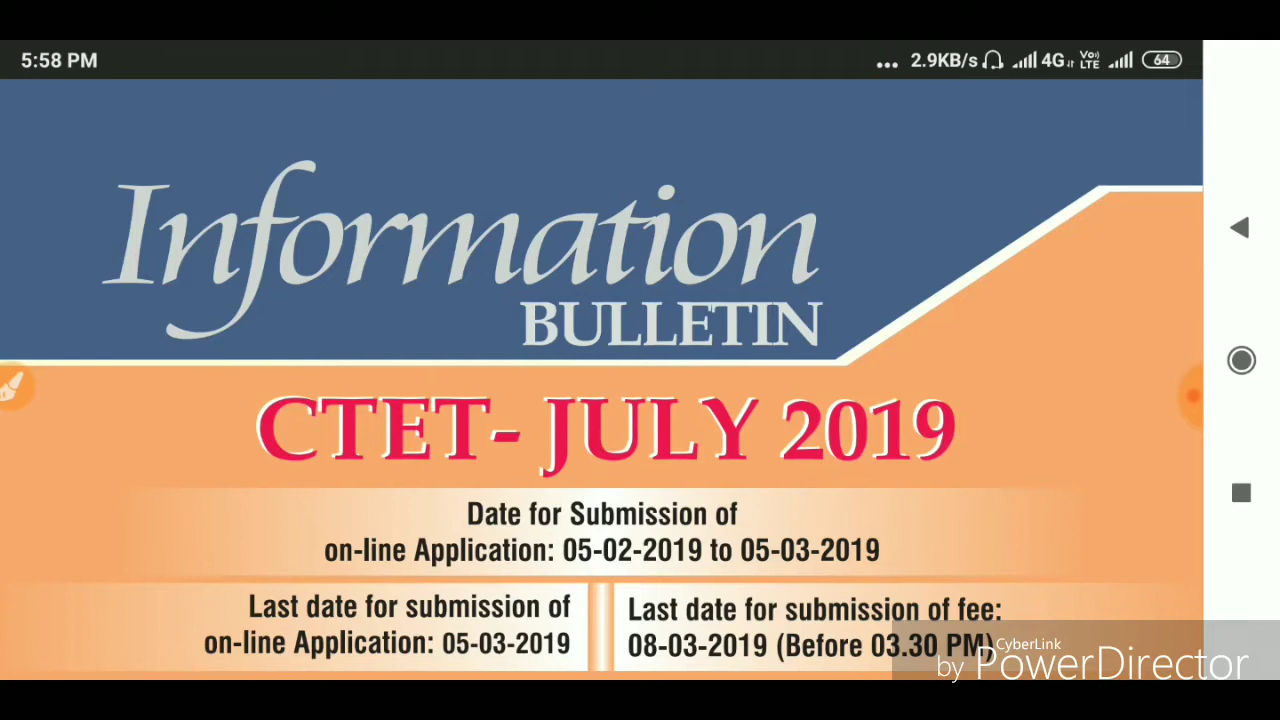 5:58 PM
... 2.9KB/s 4G Vo) LTE 64
Information
BULLETIN
CTET- JULY 2019
Date for Submission of
on-line Application: 05-02-2019 to 05-03-2019
Last date for submission of
on-line Application: 05-03-2019
Last date for submission of fee:
08-03-2019 (Before 03.30 PM)
CyberLink
by PowerDirector